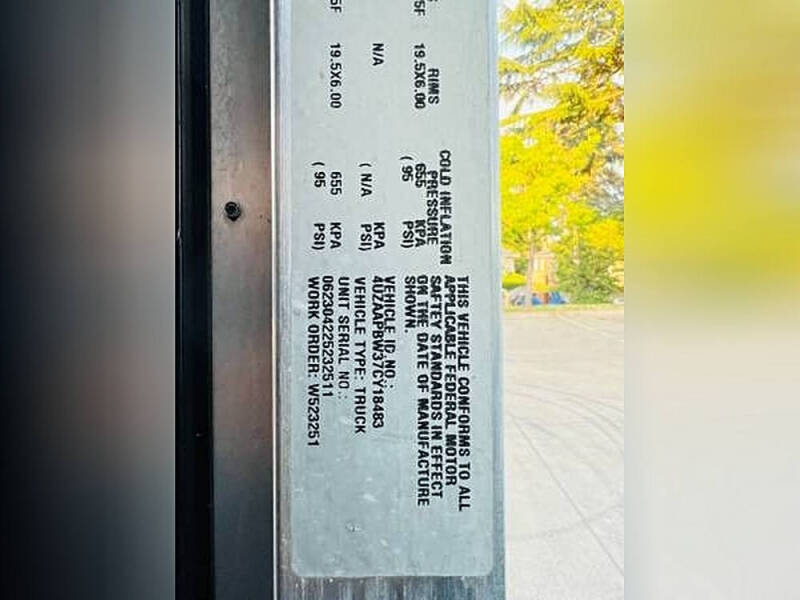 RIMS
19.5X6.00
N/A
19.5X6.00
COLD INFLATION
PRESSURE
655 KPA
( 95 PSI)
KPA
( N/A PSI)
655 KPA
( 95 PSI)
THIS VEHICLE CONFORMS TO ALL
APPLICABLE FEDERAL MOTOR
SAFTEY STANDARDS IN EFFECT
ON THE DATE OF MANUFACTURE
SHOWN.
VEHICLE ID NO.:
4UZAAPBW37CY18483
VEHICLE TYPE: TRUCK
UNIT SERIAL NO.:
062304225232511
WORK ORDER: W523251